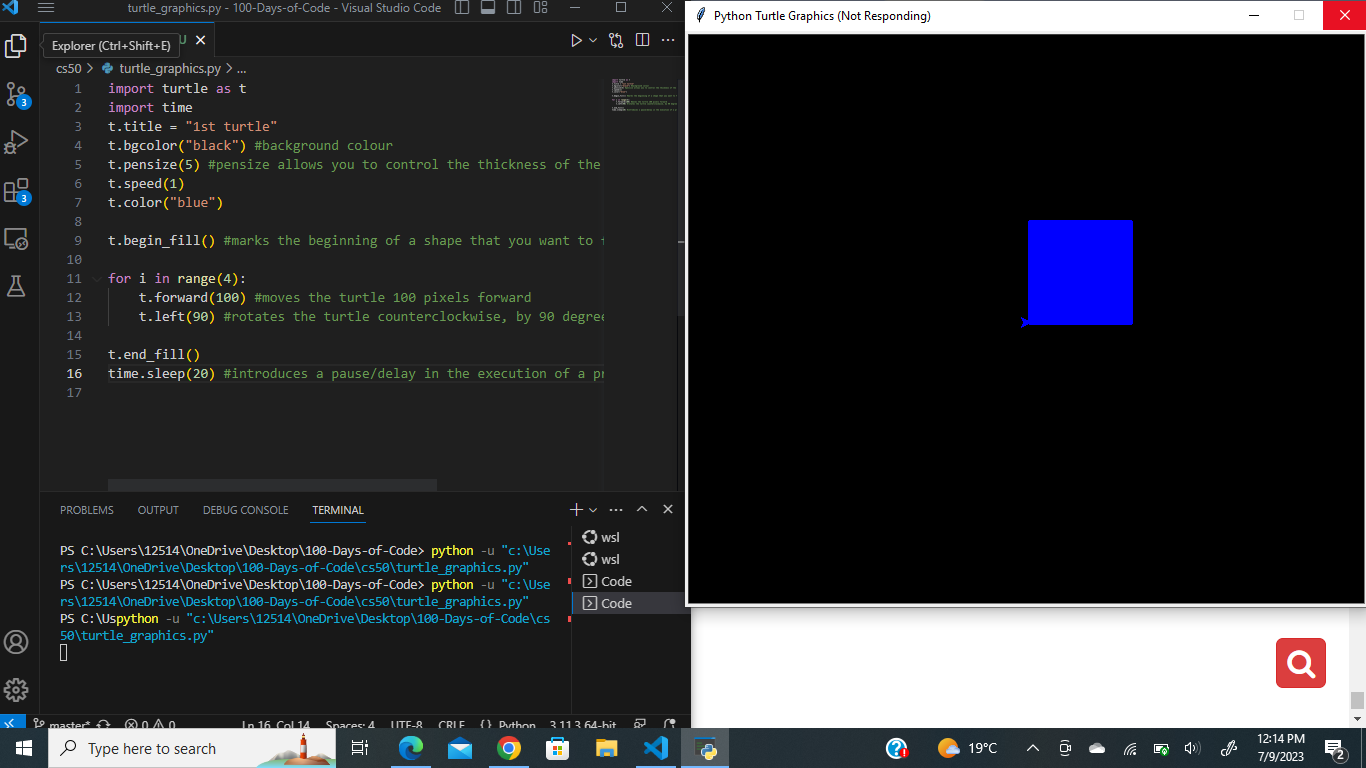 turtle_graphics.py - 100-Days-of-Code - Visual Studio Code
Python Turtle Graphics (Not Responding)
Explorer (Ctrl+Shift+E)
U
cs50 > turtle_graphics.py > ...
1 import turtle as t
2 import time
3 t.title = "1st turtle"
4 t.bgcolor("black") #background colour
5 t.pensize(5) #pensize allows you to control the thickness of the
6 t.speed(1)
7 t.color("blue")
8
9 t.begin_fill() #marks the beginning of a shape that you want to
10
11 for i in range(4):
12 t.forward(100) #moves the turtle 100 pixels forward
13 t.left(90) #rotates the turtle counterclockwise, by 90 degree
14
15 t.end_fill()
16 time.sleep(20) #introduces a pause/delay in the execution of a pr
17
3
3
PROBLEMS OUTPUT DEBUG CONSOLE TERMINAL
PS C:\Users\12514\OneDrive\Desktop\100-Days-of-Code> python -u "c:\Use
rs\12514\OneDrive\Desktop\100-Days-of-Code\cs50\turtle_graphics.py"
PS C:\Users\12514\OneDrive\Desktop\100-Days-of-Code> python -u "c:\Use
rs\12514\OneDrive\Desktop\100-Days-of-Code\cs50\turtle_graphics.py"
PS C:\Uspython -u "c:\Users\12514\OneDrive\Desktop\100-Days-of-Code\cs
50\turtle_graphics.py"
wsl
wsl
Code
Code
master* 0 0 Ln 16, Col 14 Spaces: 4 UTF-8 CRLF {} Python 3.11.3 64-bit
Type here to search
19°C
12:14 PM
7/9/2023
2